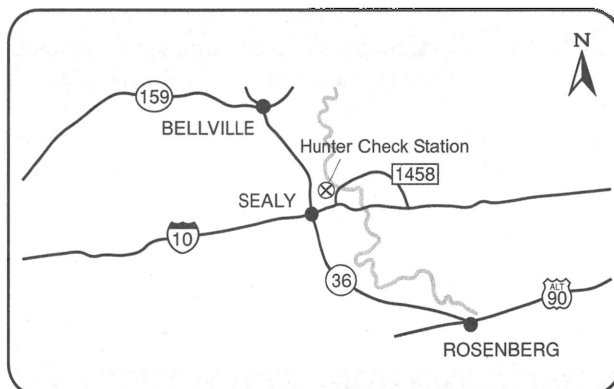 N
159
BELLVILLE
Hunter Check Station
1458
SEALY
10
36
ALT
90
ROSENBERG